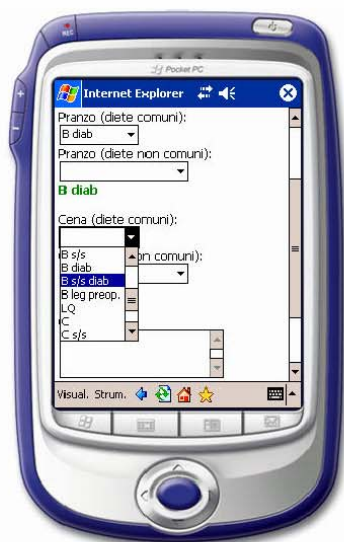 REC
Pocket PC
Internet Explorer
Pranzo (diete comuni):
B diab
Pranzo (diete non comuni):
B diab
Cena (diete comuni):
on comuni):
B s/s
B diab
B s/s diab
B leg preop.
LQ
C
C s/s
Visual. Strum.